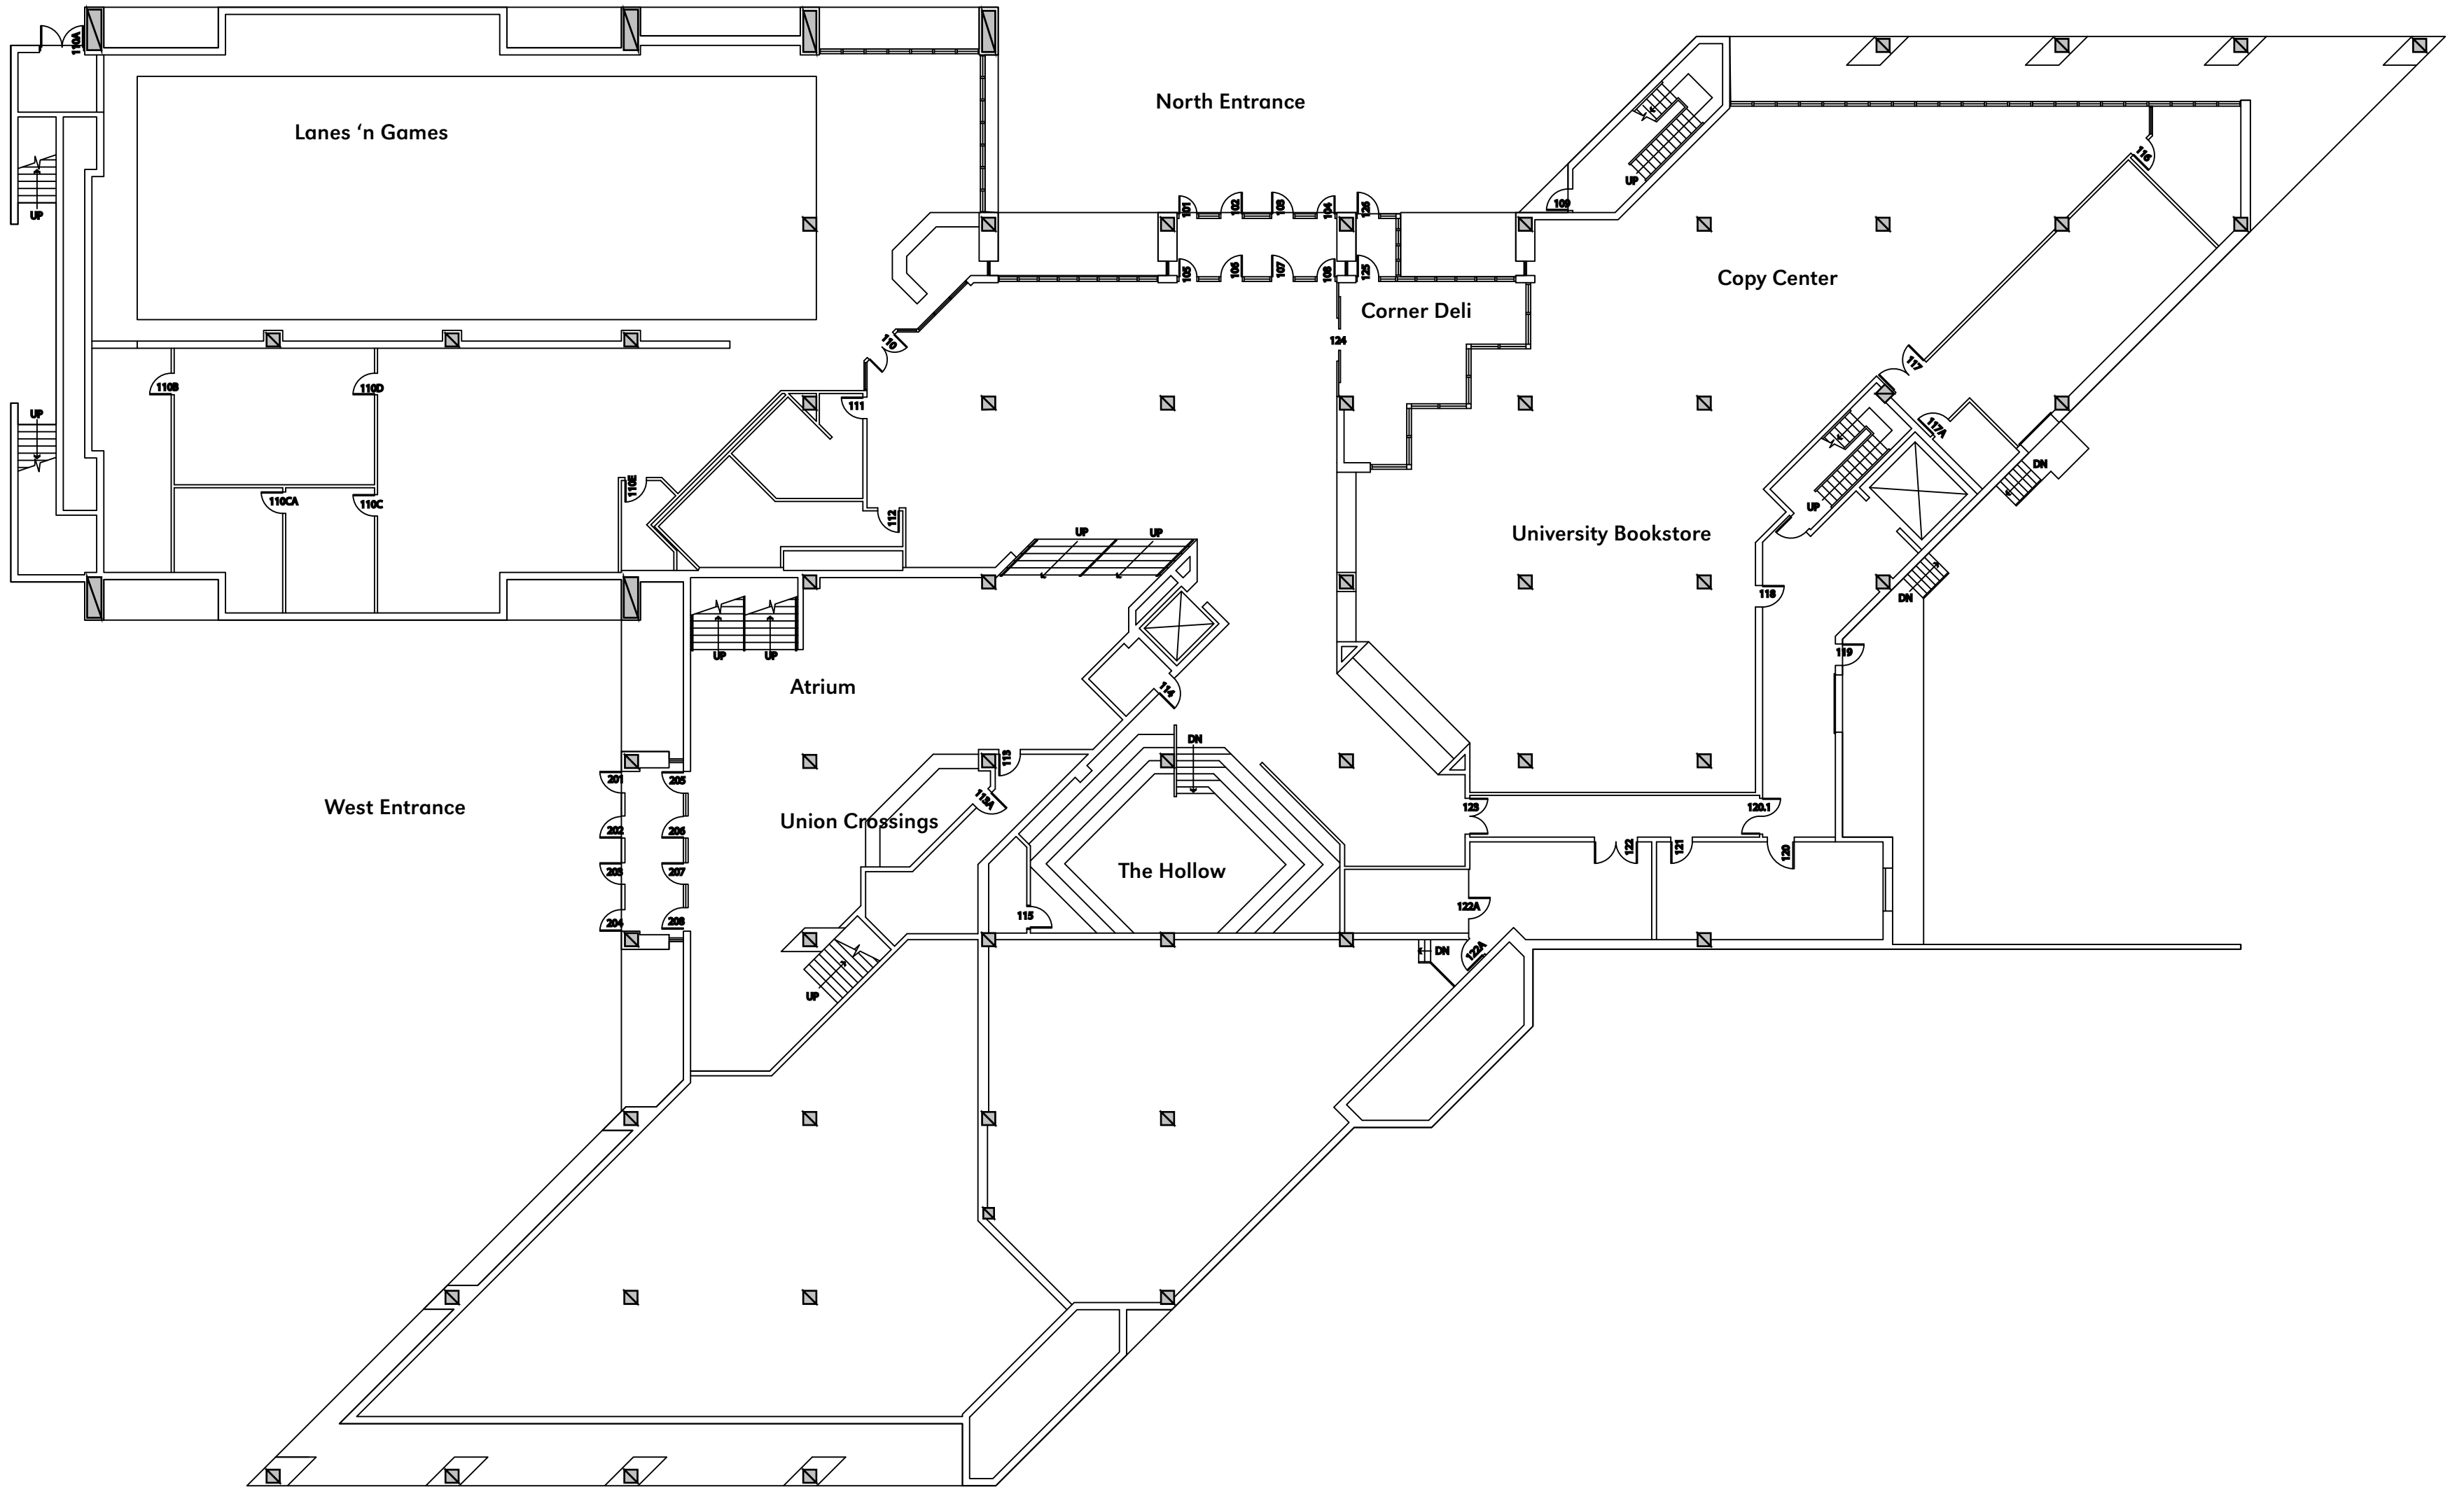 110A
North Entrance
Lanes ‘n Games
116
UP
UP
109
101
102
103
104
126
105
106
107
108
125
Copy Center
Corner Deli
110
124
117
110B
110D
UP
111
117A
DN
110E
110CA
110C
112
UP
UP
UP
University Bookstore
118
DN
119
UP
UP
Atrium
114
DN
113
201
205
113A
West Entrance
123
120.1
Union Crossings
202
206
122
121
120
203
207
The Hollow
122A
115
204
208
DN
122A
UP